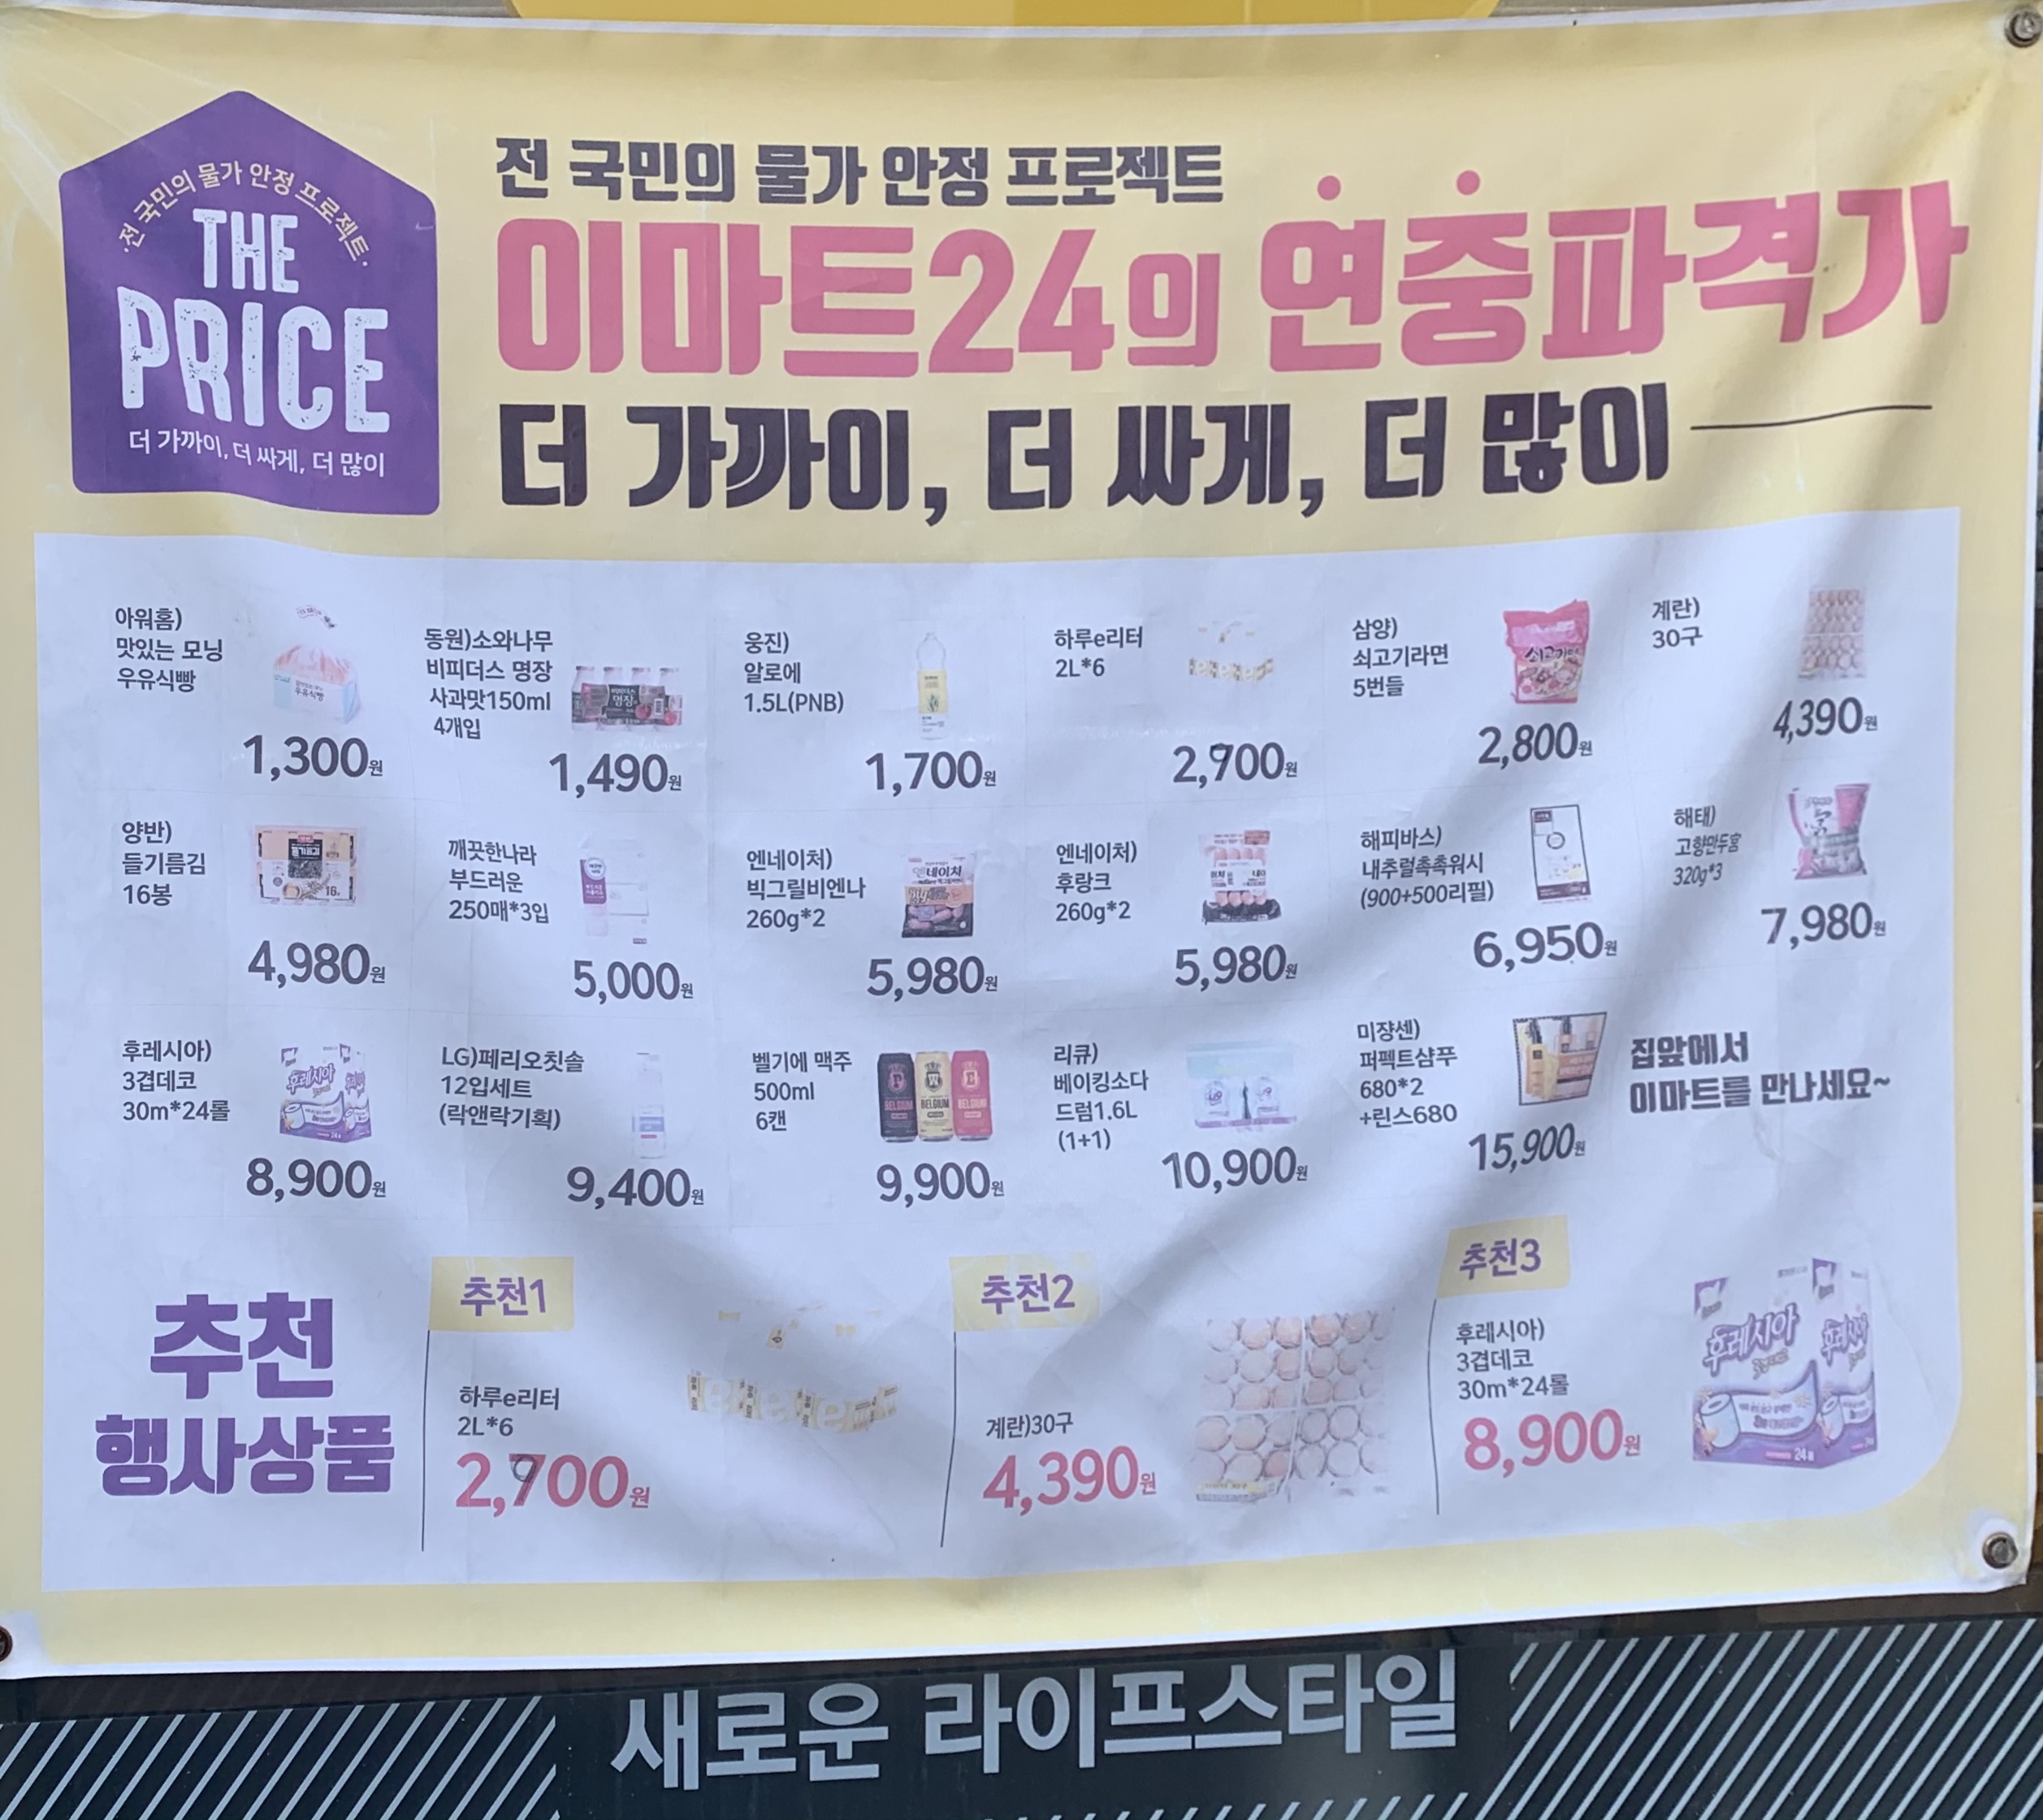 ·전 국민의 물가 안정 프로젝트·
THE
PRICE
더 가까이, 더 싸게, 더 많이
전 국민의 물가 안정 프로젝트
이마트24의 연중파격가
더 가까이, 더 싸게, 더 많이
아워홈)
맛있는 모닝
우유식빵
1,300원
동원)소와나무
비피더스 명장
사과맛150ml
4개입
1,490원
웅진)
알로에
1.5L(PNB)
1,700원
하루e리터
2L*6
2,700원
삼양)
쇠고기라면
5번들
2,800원
계란)
30구
4,390원
양반)
들기름김
16봉
4,980원
깨끗한나라
부드러운
250매*3입
5,000원
엔네이처)
빅그릴비엔나
260g*2
5,980원
엔네이처)
후랑크
260g*2
5,980원
해피바스)
내추럴촉촉워시
(900+500리필)
6,950원
해태)
고향만두홈
320g*3
7,980원
후레시아)
3겹데코
30m*24롤
8,900원
LG)페리오칫솔
12입세트
(락앤락기획)
9,400원
벨기에 맥주
500ml
6캔
9,900원
리큐)
베이킹소다
드럼1.6L
(1+1)
10,900원
미쟝센)
퍼펙트샴푸
680*2
+린스680
15,900원
집앞에서
이마트를 만나세요~
추천
행사상품
추천1
하루e리터
2L*6
2,700원
추천2
계란)30구
4,390원
추천3
후레시아)
3겹데코
30m*24롤
8,900원
후레시아
새로운 라이프스타일